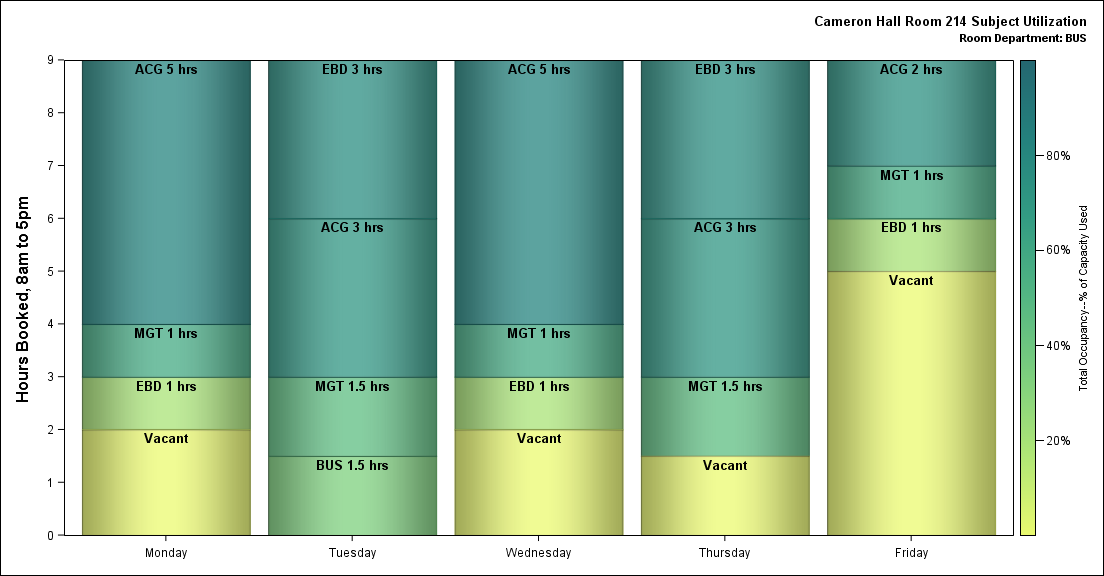 Cameron Hall Room 214 Subject Utilization
Room Department: BUS
Hours Booked, 8am to 5pm
9
8
7
6
5
4
3
2
1
0
ACG 5 hrs
MGT 1 hrs
EBD 1 hrs
Vacant
EBD 3 hrs
ACG 3 hrs
MGT 1.5 hrs
BUS 1.5 hrs
ACG 5 hrs
MGT 1 hrs
EBD 1 hrs
Vacant
EBD 3 hrs
ACG 3 hrs
MGT 1.5 hrs
Vacant
ACG 2 hrs
MGT 1 hrs
EBD 1 hrs
Vacant
Monday
Tuesday
Wednesday
Thursday
Friday
80%
60%
40%
20%
Total Occupancy--% of Capacity Used